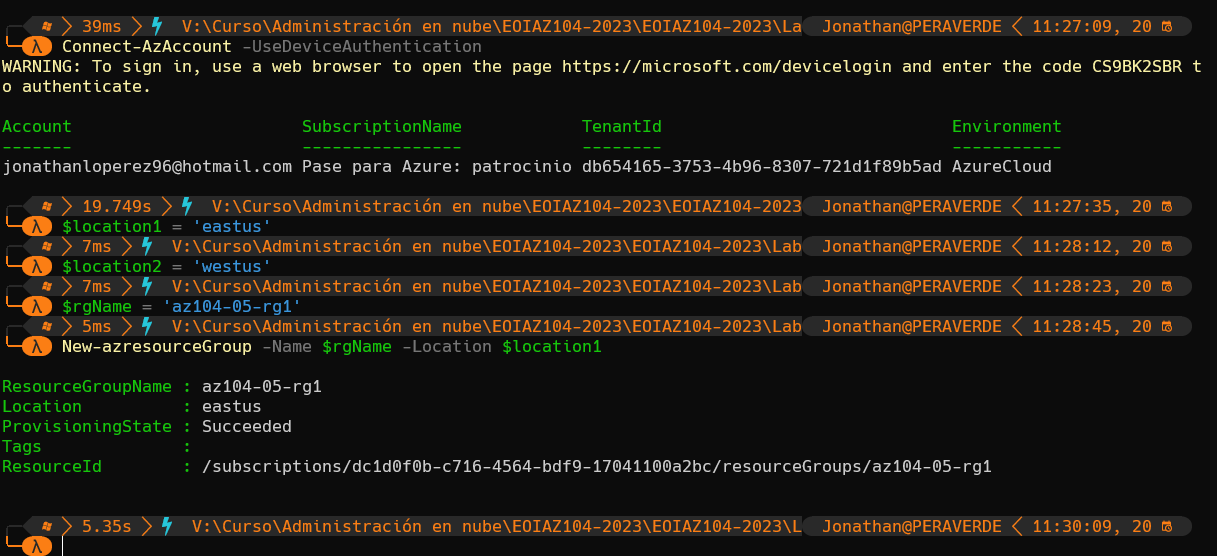 39ms V:\Curso\Administración en nube\EOIAZ104-2023\EOIAZ104-2023\La Jonathan@PERAVERDE 11:27:09, 20
λ Connect-AzAccount -UseDeviceAuthentication
WARNING: To sign in, use a web browser to open the page https://microsoft.com/devicelogin and enter the code CS9BK2SBR t
o authenticate.
Account SubscriptionName TenantId Environment
------- ---------------- -------- -----------
jonathanloperez96@hotmail.com Pase para Azure: patrocinio db654165-3753-4b96-8307-721d1f89b5ad AzureCloud
19.749s V:\Curso\Administración en nube\EOIAZ104-2023\EOIAZ104-2023 Jonathan@PERAVERDE 11:27:35, 20
λ $location1 = 'eastus'
7ms V:\Curso\Administración en nube\EOIAZ104-2023\EOIAZ104-2023\Lab Jonathan@PERAVERDE 11:28:12, 20
λ $location2 = 'westus'
7ms V:\Curso\Administración en nube\EOIAZ104-2023\EOIAZ104-2023\Lab Jonathan@PERAVERDE 11:28:23, 20
λ $rgName = 'az104-05-rg1'
5ms V:\Curso\Administración en nube\EOIAZ104-2023\EOIAZ104-2023\Lab Jonathan@PERAVERDE 11:28:45, 20
λ New-azresourceGroup -Name $rgName -Location $location1
ResourceGroupName : az104-05-rg1
Location : eastus
ProvisioningState : Succeeded
Tags :
ResourceId : /subscriptions/dc1d0f0b-c716-4564-bdf9-17041100a2bc/resourceGroups/az104-05-rg1
5.35s V:\Curso\Administración en nube\EOIAZ104-2023\EOIAZ104-2023\L Jonathan@PERAVERDE 11:30:09, 20
λ